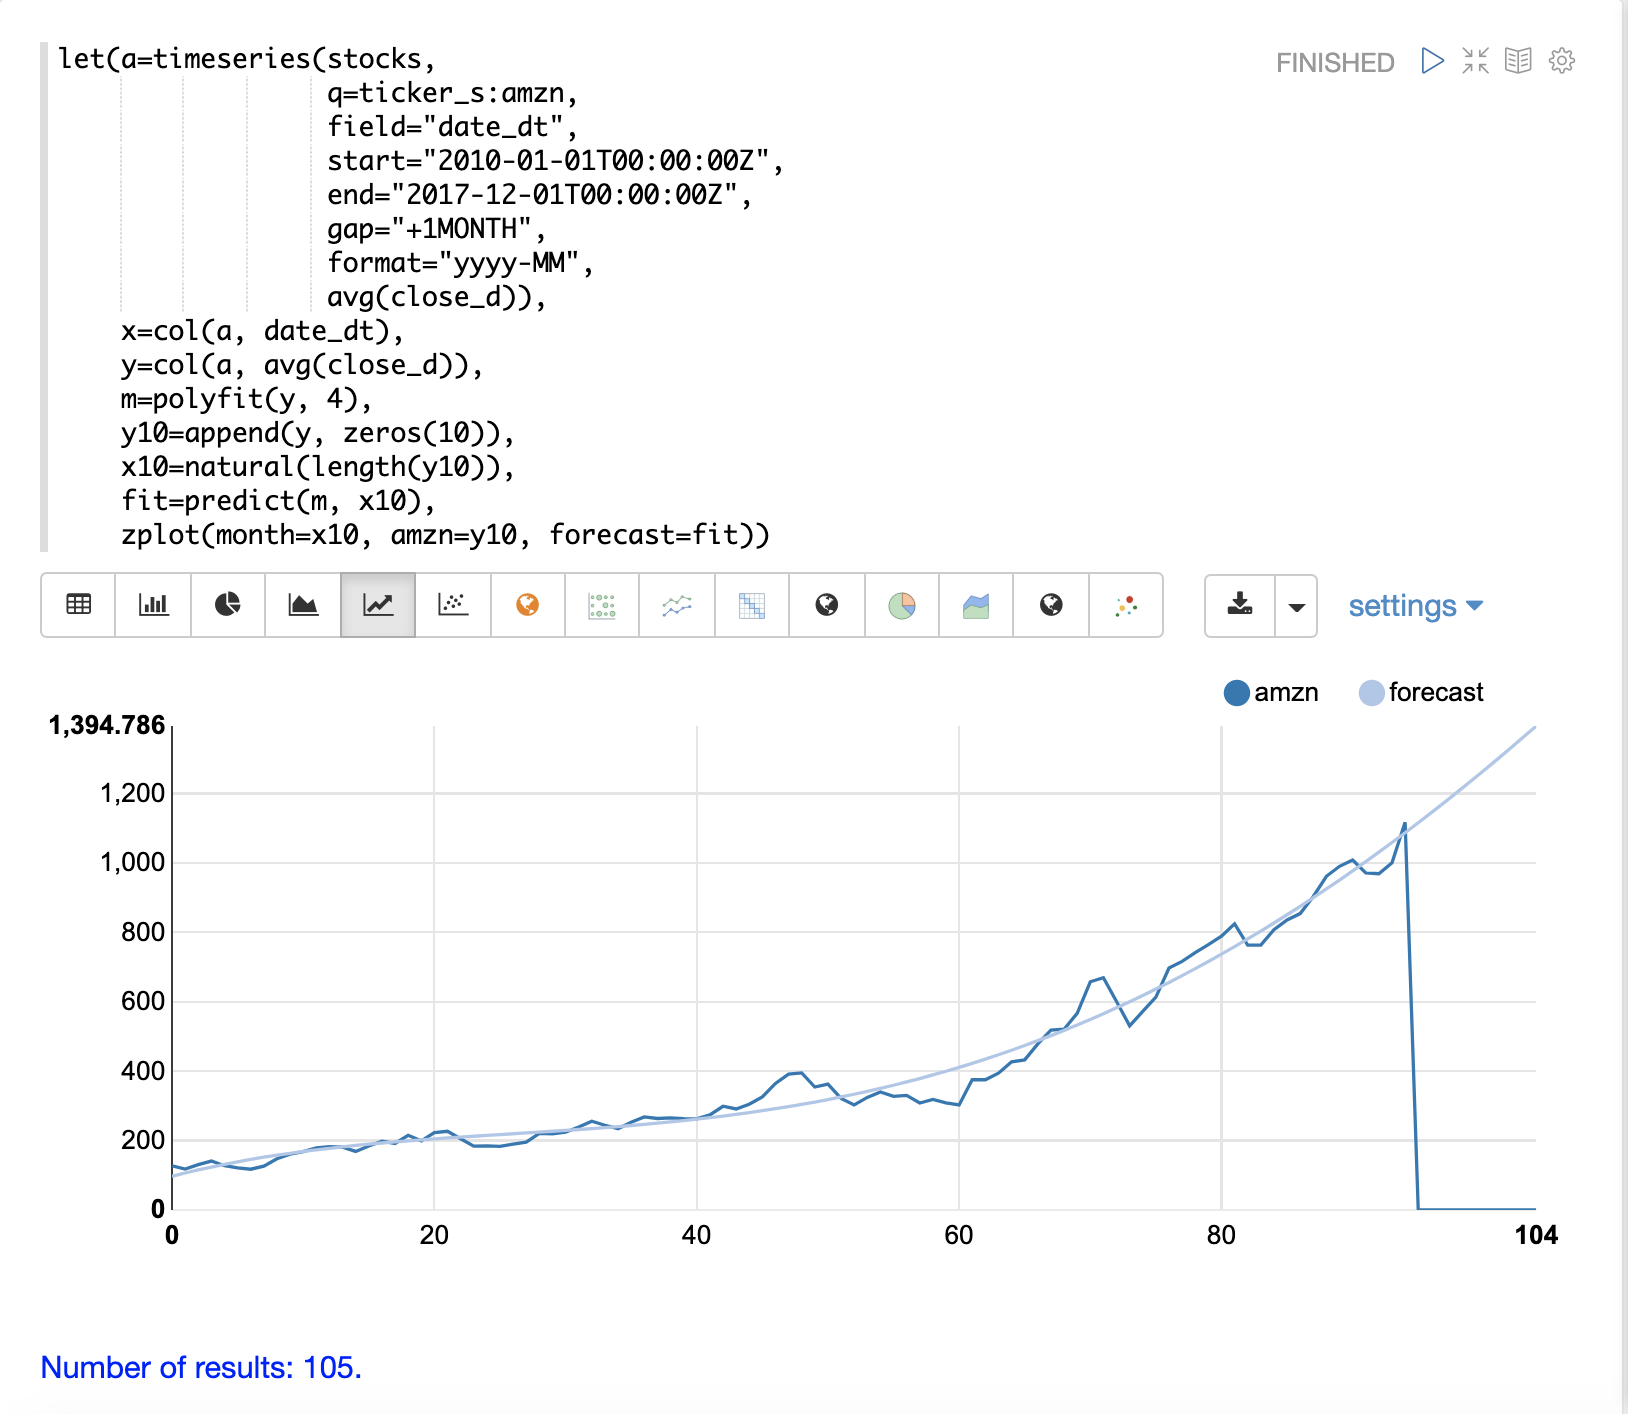 let(a=timeseries(stocks,
q=ticker_s:amzn,
field="date_dt",
start="2010-01-01T00:00:00Z",
end="2017-12-01T00:00:00Z",
gap="+1MONTH",
format="yyyy-MM",
avg(close_d)),
x=col(a, date_dt),
y=col(a, avg(close_d)),
m=polyfit(y, 4),
y10=append(y, zeros(10)),
x10=natural(length(y10)),
fit=predict(m, x10),
zplot(month=x10, amzn=y10, forecast=fit))
FINISHED
settings
amzn forecast
1,394.786
1,200
1,000
800
600
400
200
0
0 20 40 60 80 104
Number of results: 105.